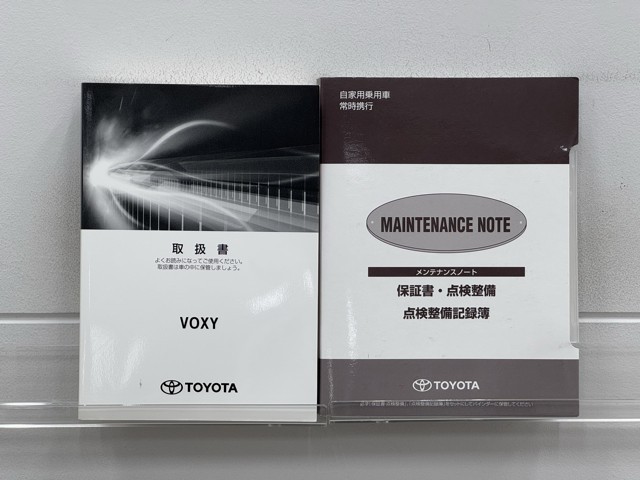 取扱書
よくお読みになってご使用ください。
取扱書は車の中に保管しましょう。
VOXY
TOYOTA
自家用乗用車
常時携行
MAINTENANCE NOTE
メンテナンスノート
保証書・点検整備
点検整備記録簿
TOYOTA